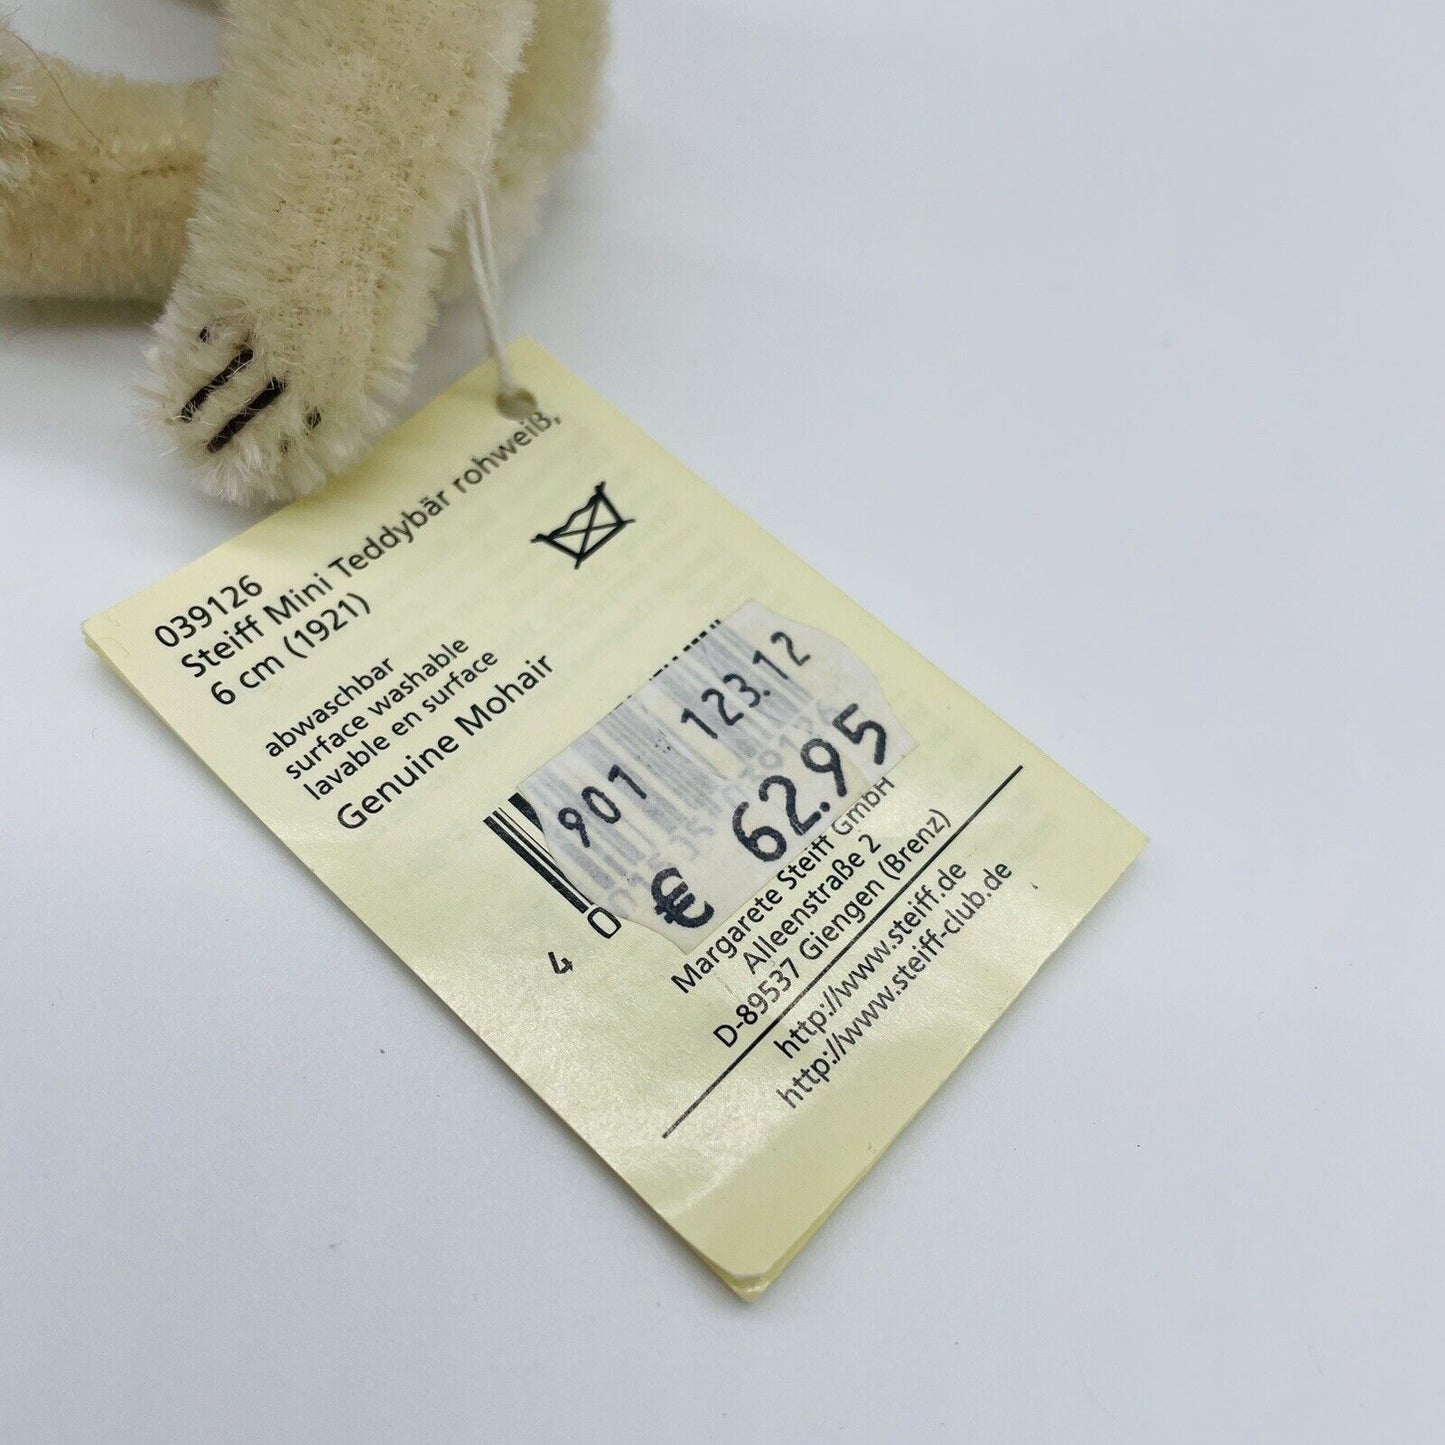 039126
Steiff Mini Teddybär rohweiß,
6 cm (1921)
abwaschbar
surface washable
lavable en surface
Genuine Mohair
901 123.12
€ 62.95
4 0
Margarete Steiff GmbH
Alleenstraße 2
D-89537 Giengen (Brenz)
http://www.steiff.de
http://www.steiff-club.de